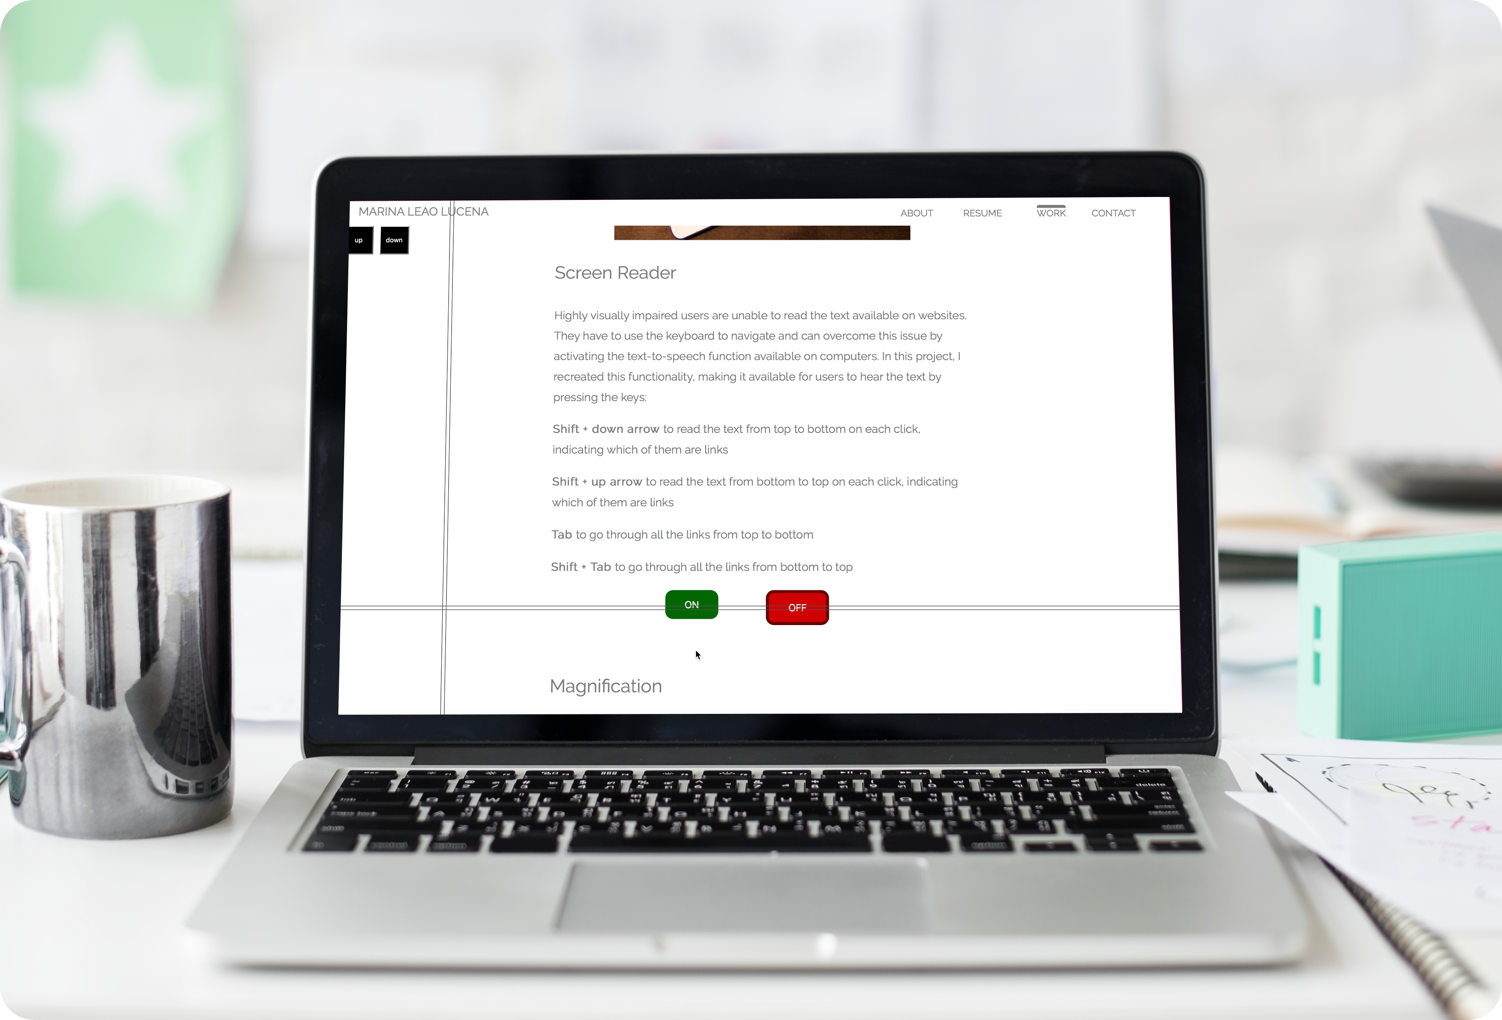 MARINA LEAO LUCENA
ABOUT RESUME WORK CONTACT
up down
Screen Reader
Highly visually impaired users are unable to read the text available on websites.
They have to use the keyboard to navigate and can overcome this issue by
activating the text-to-speech function available on computers. In this project, I
recreated this functionality, making it available for users to hear the text by
pressing the keys:
Shift + down arrow to read the text from top to bottom on each click,
indicating which of them are links
Shift + up arrow to read the text from bottom to top on each click, indicating
which of them are links
Tab to go through all the links from top to bottom
Shift + Tab to go through all the links from bottom to top
ON OFF
Magnification